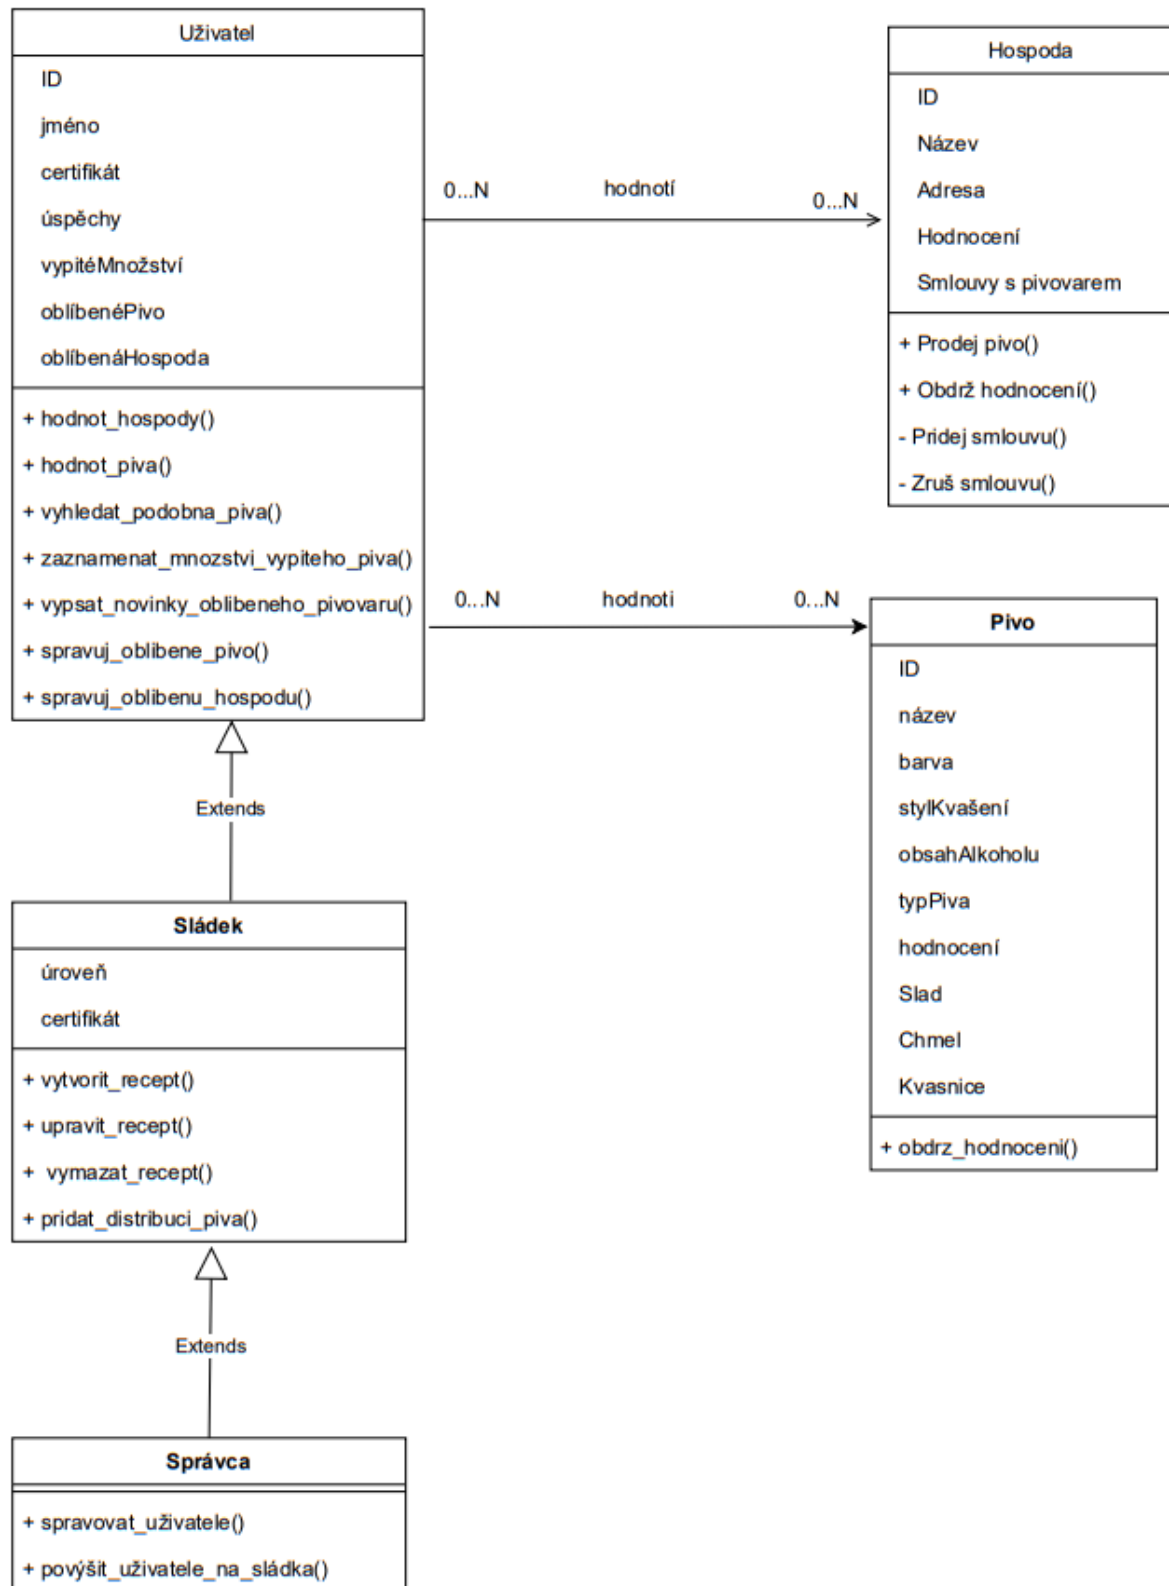 Uživatel
ID
jméno
certifikát
úspěchy
vypitéMnožství
oblíbenéPivo
oblíbenáHospoda
+ hodnot_hospody()
+ hodnot_piva()
+ vyhledat_podobna_piva()
+ zaznamenat_mnozstvi_vypiteho_piva()
+ vypsat_novinky_oblibeneho_pivovaru()
+ spravuj_oblibene_pivo()
+ spravuj_oblibenu_hospodu()
0...N hodnotí 0...N
Hospoda
ID
Název
Adresa
Hodnocení
Smlouvy s pivovarem
+ Prodej pivo()
+ Obdrž hodnocení()
- Pridej smlouvu()
- Zruš smlouvu()
0...N hodnoti 0...N
Pivo
ID
název
barva
stylKvašení
obsahAlkoholu
typPiva
hodnocení
Slad
Chmel
Kvasnice
+ obdrz_hodnoceni()
Extends
Sládek
úroveň
certifikát
+ vytvorit_recept()
+ upravit_recept()
+ vymazat_recept()
+ pridat_distribuci_piva()
Extends
Správca
+ spravovat_uživatele()
+ povýšit_uživatele_na_sládka()